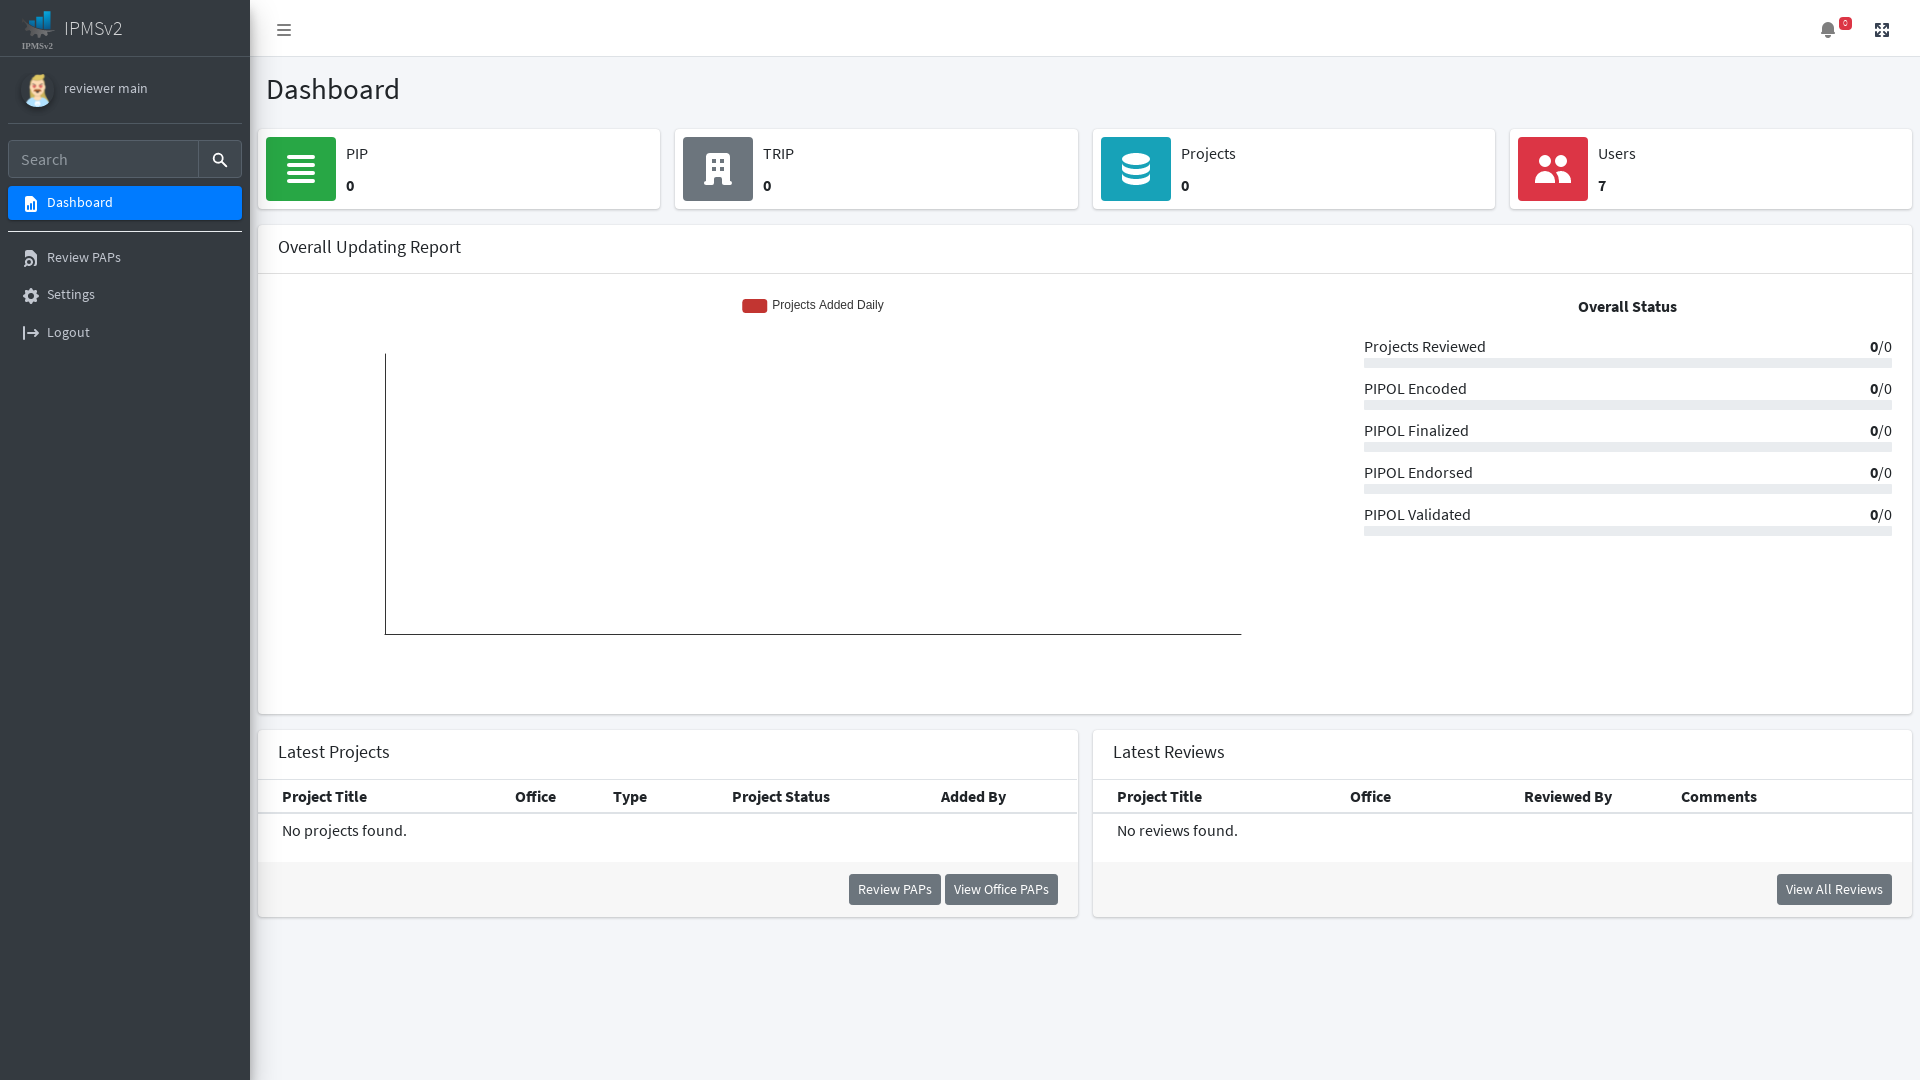 IPMSv2
IPMSv2
0
reviewer main
Dashboard
Search
Dashboard
Review PAPs
Settings
Logout
PIP
0
TRIP
0
Projects
0
Users
7
Overall Updating Report
Projects Added Daily
Overall Status
Projects Reviewed 0/0
PIPOL Encoded 0/0
PIPOL Finalized 0/0
PIPOL Endorsed 0/0
PIPOL Validated 0/0
Latest Projects
Project Title Office Type Project Status Added By
No projects found.
Review PAPs View Office PAPs
Latest Reviews
Project Title Office Reviewed By Comments
No reviews found.
View All Reviews